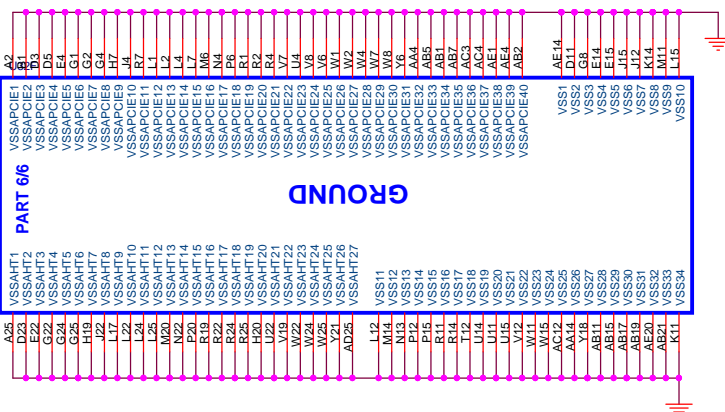 A2
B1
D3
D5
E4
G1
G2
G4
H7
J4
R7
L1
L2
L4
L7
M6
N4
P6
R1
R2
R4
V7
U4
V8
V6
W1
W2
W4
W7
W8
Y6
AA4
AB5
AB1
AB7
AC3
AC4
AE1
AE4
AB2
AE14
D11
G8
E14
E15
J15
J12
K14
M11
L15
VSSAPCIE1
VSSAPCIE2
VSSAPCIE3
VSSAPCIE4
VSSAPCIE5
VSSAPCIE6
VSSAPCIE7
VSSAPCIE8
VSSAPCIE9
VSSAPCIE10
VSSAPCIE11
VSSAPCIE12
VSSAPCIE13
VSSAPCIE14
VSSAPCIE15
VSSAPCIE16
VSSAPCIE17
VSSAPCIE18
VSSAPCIE19
VSSAPCIE20
VSSAPCIE21
VSSAPCIE22
VSSAPCIE23
VSSAPCIE24
VSSAPCIE25
VSSAPCIE26
VSSAPCIE27
VSSAPCIE28
VSSAPCIE29
VSSAPCIE30
VSSAPCIE31
VSSAPCIE32
VSSAPCIE33
VSSAPCIE34
VSSAPCIE35
VSSAPCIE36
VSSAPCIE37
VSSAPCIE38
VSSAPCIE39
VSSAPCIE40
VSS1
VSS2
VSS3
VSS4
VSS5
VSS6
VSS7
VSS8
VSS9
VSS10
PART 6/6
GROUND
VSSAHT1
VSSAHT2
VSSAHT3
VSSAHT4
VSSAHT5
VSSAHT6
VSSAHT7
VSSAHT8
VSSAHT9
VSSAHT10
VSSAHT11
VSSAHT12
VSSAHT13
VSSAHT14
VSSAHT15
VSSAHT16
VSSAHT17
VSSAHT18
VSSAHT19
VSSAHT20
VSSAHT21
VSSAHT22
VSSAHT23
VSSAHT24
VSSAHT25
VSSAHT26
VSSAHT27
VSS11
VSS12
VSS13
VSS14
VSS15
VSS16
VSS17
VSS18
VSS19
VSS20
VSS21
VSS22
VSS23
VSS24
VSS25
VSS26
VSS27
VSS28
VSS29
VSS30
VSS31
VSS32
VSS33
VSS34
A25
D23
E22
G22
G24
G25
H19
J22
L17
L22
L24
L25
M20
N22
P20
R19
R22
R24
R25
H20
U22
V19
W22
W24
W25
Y21
AD25
L12
M14
N13
P12
P15
R11
R14
T12
U14
U11
U15
V12
W11
W15
AC12
AA14
Y18
AB11
AB15
AB17
AB19
AE20
AB21
K11